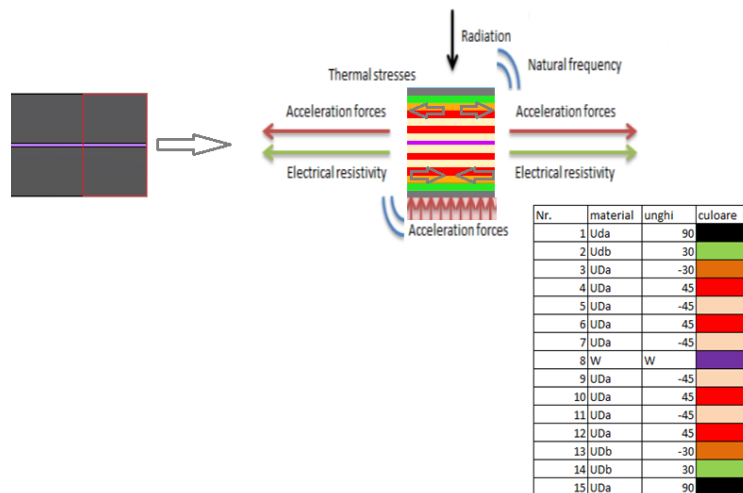 Radiation
Natural frequency
Thermal stresses
Acceleration forces
Acceleration forces
Electrical resistivity
Electrical resistivity
Acceleration forces
Nr. material unghi culoare
1 Uda 90
2 Udb 30
3 UDa -30
4 UDa 45
5 UDa -45
6 UDa 45
7 UDa -45
8 W W
9 UDa -45
10 UDa 45
11 UDa -45
12 UDa 45
13 UDb -30
14 UDb 30
15 UDa 90